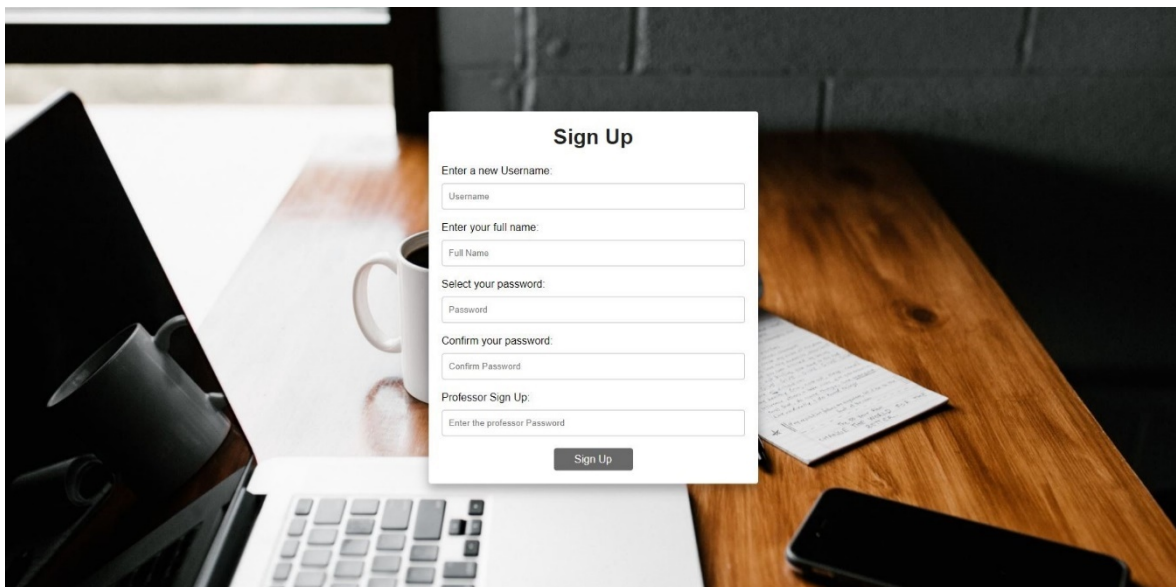 Sign Up
Enter a new Username:
Username
Enter your full name:
Full Name
Select your password:
Password
Confirm your password:
Confirm Password
Professor Sign Up:
Enter the professor Password
Sign Up